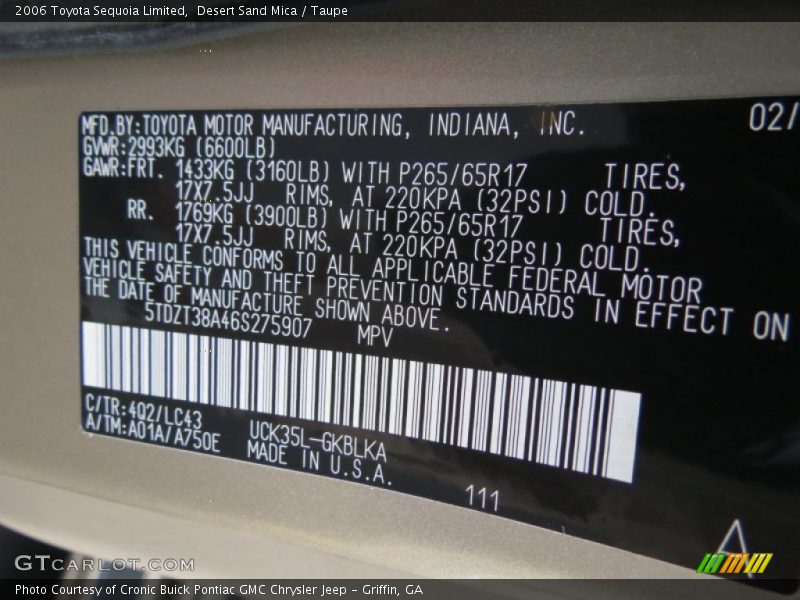 2006 Toyota Sequoia Limited, Desert Sand Mica / Taupe
02/
MFD.BY:TOYOTA MOTOR MANUFACTURING, INDIANA, INC.
GVWR:2993KG (6600LB)
GAWR:FRT. 1433KG (3160LB) WITH P265/65R17 TIRES,
17X7.5JJ RIMS, AT 220KPA (32PSI) COLD.
RR. 1769KG (3900LB) WITH P265/65R17 TIRES,
17X7.5JJ RIMS, AT 220KPA (32PSI) COLD.
THIS VEHICLE CONFORMS TO ALL APPLICABLE FEDERAL MOTOR
VEHICLE SAFETY AND THEFT PREVENTION STANDARDS IN EFFECT ON
THE DATE OF MANUFACTURE SHOWN ABOVE.
5TDZT38A46S275907 MPV
C/TR:4Q2/LC43 UCK35L-GKBLKA
A/TM:A01A/A750E MADE IN U.S.A.
111
GTCARLOT.COM
Photo Courtesy of Cronic Buick Pontiac GMC Chrysler Jeep - Griffin, GA